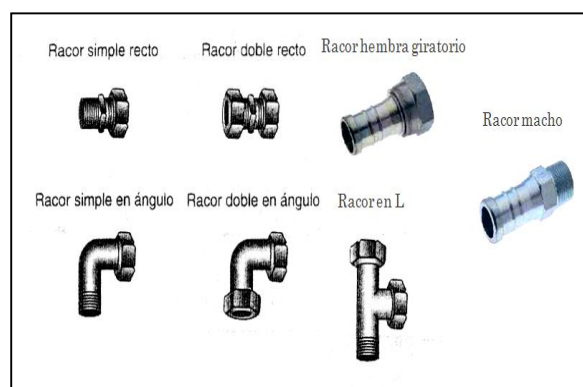 Racor simple recto
Racor doble recto
Racor hembra giratorio
Racor macho
Racor simple en ángulo
Racor doble en ángulo
Racor en L